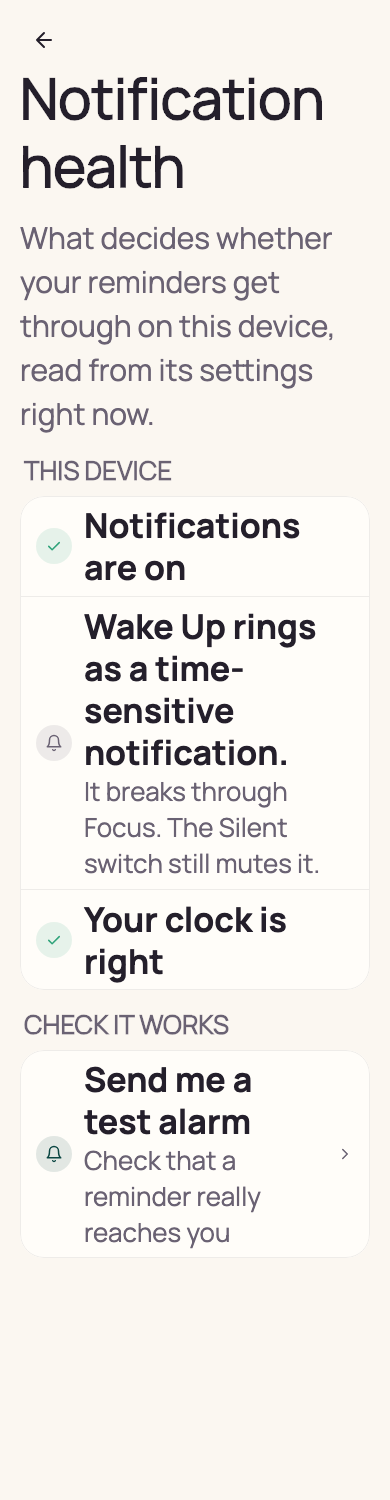 Notification
health
What decides whether
your reminders get
through on this device,
read from its settings
right now.
THIS DEVICE
Notifications
are on
Wake Up rings
as a time-
sensitive
notification.
It breaks through
Focus. The Silent
switch still mutes it.
Your clock is
right
CHECK IT WORKS
Send me a
test alarm
Check that a
reminder really
reaches you